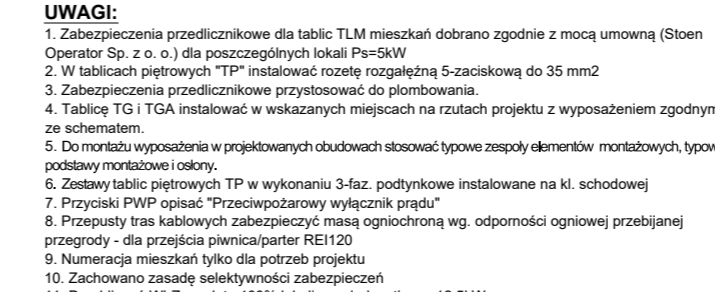 UWAGI:
1. Zabezpieczenia przedlicznikowe dla tablic TLM mieszkań dobrano zgodnie z mocą umowną (Stoen
Operator Sp. z o. o.) dla poszczególnych lokali Ps=5kW
2. W tablicach piętrowych "TP" instalować rozetę rozgałęźną 5-zaciskową do 35 mm2
3. Zabezpieczenia przedlicznikowe przystosować do plombowania.
4. Tablicę TG i TGA instalować w wskazanych miejscach na rzutach projektu z wyposażeniem zgodnym
ze schematem.
5. Do montażu wyposażenia w projektowanych obudowach stosować typowe zespoły elementów montażowych, typow
podstawy montażowe i osłony.
6. Zestawy tablic piętrowych TP w wykonaniu 3-faz. podtynkowe instalowane na kl. schodowej
7. Przyciski PWP opisać "Przeciwpożarowy wyłącznik prądu"
8. Przepusty tras kablowych zabezpieczyć masą ogniochroną wg. odporności ogniowej przebijanej
przegrody - dla przejścia piwnica/parter REI120
9. Numeracja mieszkań tylko dla potrzeb projektu
10. Zachowano zasadę selektywności zabezpieczeń